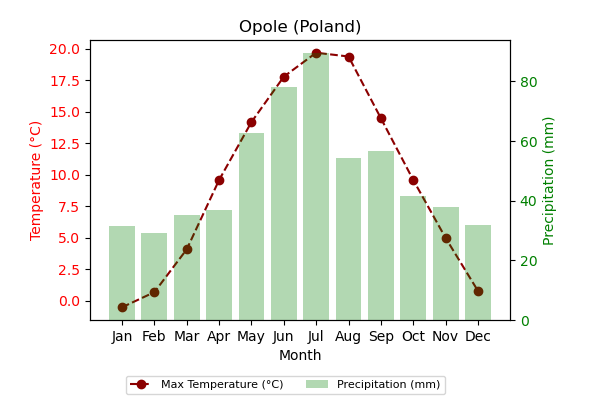 Opole (Poland)
20.0
17.5
15.0
12.5
10.0
7.5
5.0
2.5
0.0
Temperature (°C)
80
60
40
20
0
Precipitation (mm)
Jan Feb Mar Apr May Jun Jul Aug Sep Oct Nov Dec
Month
Max Temperature (°C) Precipitation (mm)